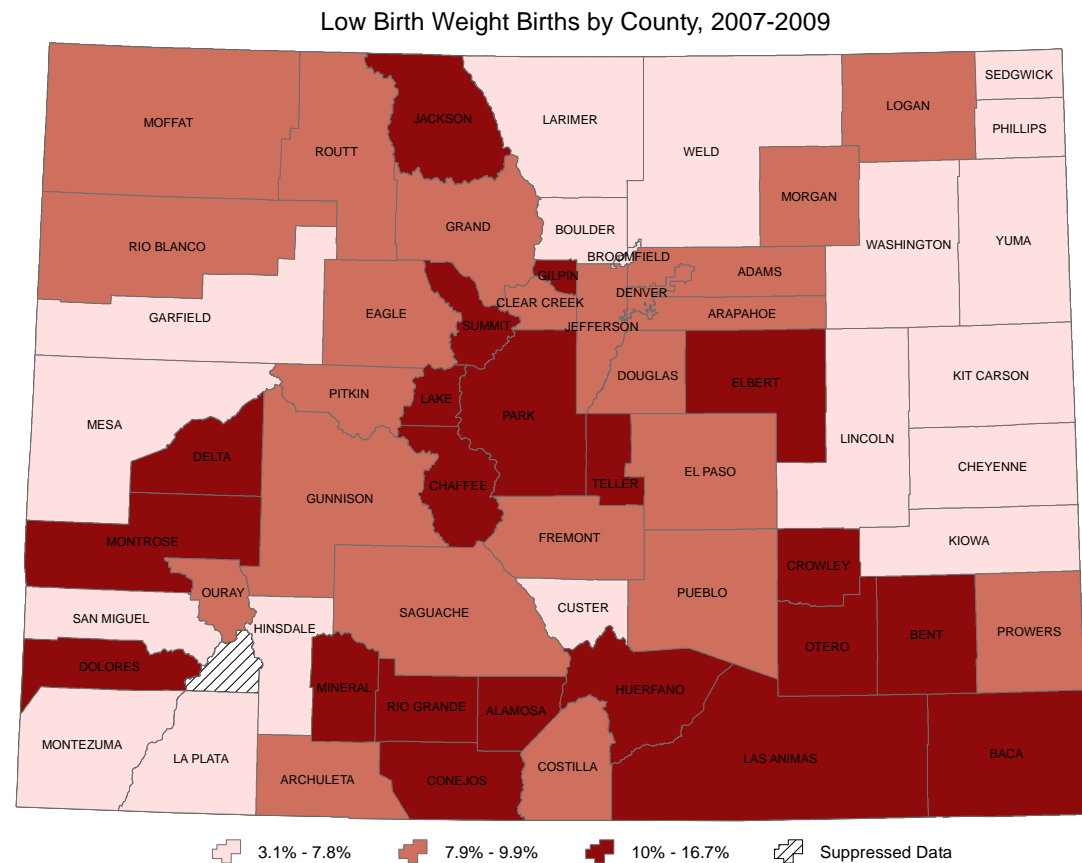 Low Birth Weight Births by County, 2007-2009
SEDGWICK
LOGAN
PHILLIPS
JACKSON
LARIMER
MOFFAT
ROUTT
WELD
MORGAN
GRAND
BOULDER
WASHINGTON
YUMA
RIO BLANCO
BROOMFIELD
GILPIN
ADAMS
DENVER
CLEAR CREEK
ARAPAHOE
GARFIELD
EAGLE
SUMMIT
JEFFERSON
DOUGLAS
ELBERT
KIT CARSON
PITKIN
LAKE
PARK
MESA
LINCOLN
DELTA
CHEYENNE
EL PASO
TELLER
CHAFFEE
GUNNISON
FREMONT
MONTROSE
KIOWA
CROWLEY
OURAY
PUEBLO
SAGUACHE
CUSTER
SAN MIGUEL
HINSDALE
PROWERS
BENT
OTERO
DOLORES
MINERAL
HUERFANO
RIO GRANDE
ALAMOSA
MONTEZUMA
LA PLATA
BACA
LAS ANIMAS
COSTILLA
ARCHULETA
CONEJOS
3.1% - 7.8%
7.9% - 9.9%
10% - 16.7%
Suppressed Data